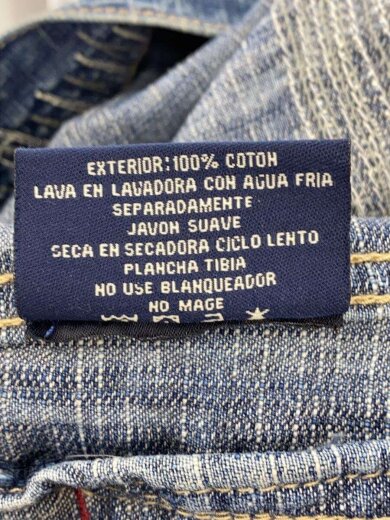 EXTERIOR:100% COTON
LAVA EN LAVADORA CON AGUA FRIA
SEPARADAMENTE
JAVON SUAVE
SECA EN SECADORA CICLO LENTO
PLANCHA TIBIA
NO USE BLANQUEADOR
NO MAGE